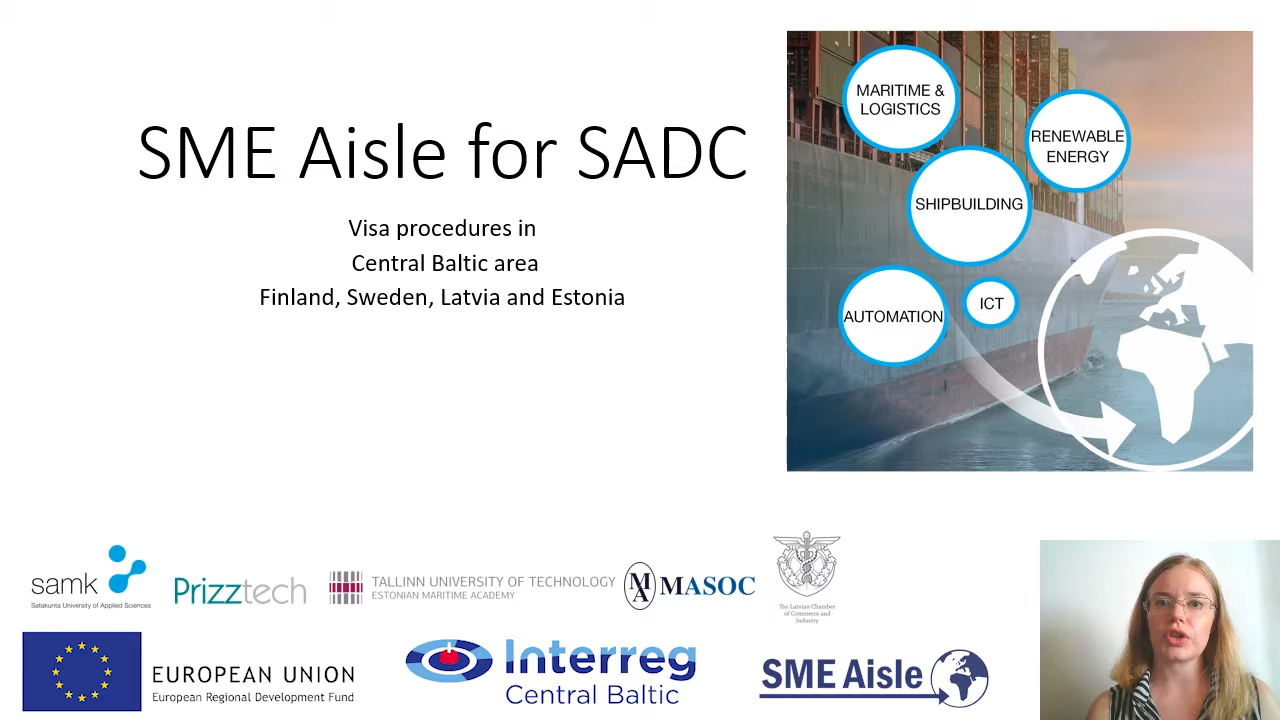 SME Aisle for SADC
Visa procedures in
Central Baltic area
Finland, Sweden, Latvia and Estonia
MARITIME &
LOGISTICS
RENEWABLE
ENERGY
SHIPBUILDING
AUTOMATION
ICT
samk
Satakunta University of Applied Sciences
Prizztech
TALLINN UNIVERSITY OF TECHNOLOGY
ESTONIAN MARITIME ACADEMY
MA
MASOC
The Latvian Chamber
of Commerce and
Industry
EUROPEAN UNION
European Regional Development Fund
Interreg
Central Baltic
SME Aisle